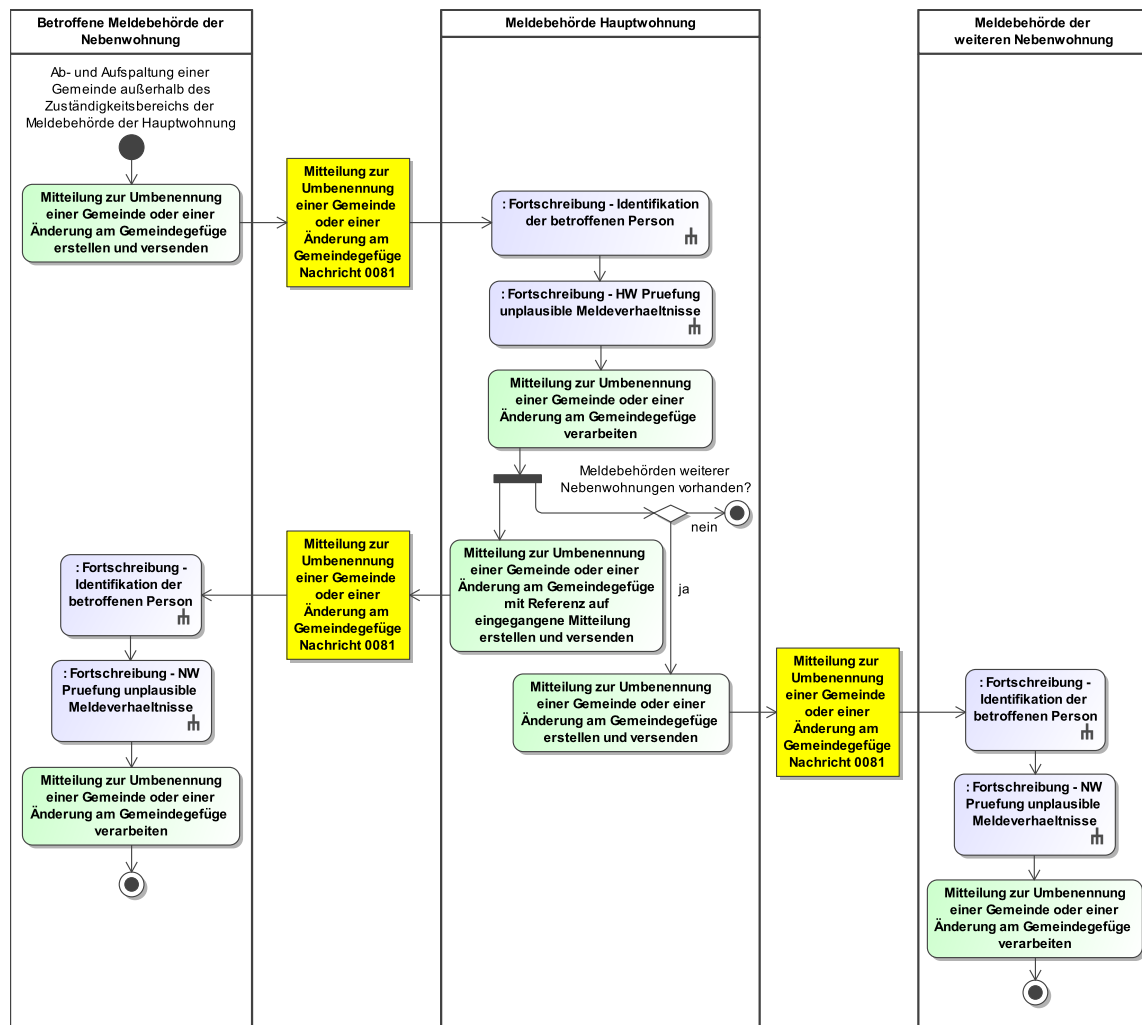 Betroffene Meldebehörde der
Nebenwohnung
Meldebehörde Hauptwohnung
Meldebehörde der
weiteren Nebenwohnung
Ab- und Aufspaltung einer
Gemeinde außerhalb des
Zuständigkeitsbereichs der
Meldebehörde der Hauptwohnung
Mitteilung zur Umbenennung
einer Gemeinde oder einer
Änderung am Gemeindegefüge
erstellen und versenden
Mitteilung zur
Umbenennung
einer Gemeinde
oder einer
Änderung am
Gemeindegefüge
Nachricht 0081
: Fortschreibung - Identifikation
der betroffenen Person
: Fortschreibung - HW Pruefung
unplausible Meldeverhaeltnisse
Mitteilung zur Umbenennung
einer Gemeinde oder einer
Änderung am Gemeindegefüge
verarbeiten
Meldebehörden weiterer
Nebenwohnungen vorhanden?
nein
ja
Mitteilung zur Umbenennung
einer Gemeinde oder einer
Änderung am Gemeindegefüge
mit Referenz auf
eingegangene Mitteilung
erstellen und versenden
Mitteilung zur
Umbenennung
einer Gemeinde
oder einer
Änderung am
Gemeindegefüge
Nachricht 0081
: Fortschreibung -
Identifikation der
betroffenen Person
: Fortschreibung - NW
Pruefung unplausible
Meldeverhaeltnisse
Mitteilung zur Umbenennung
einer Gemeinde oder einer
Änderung am Gemeindegefüge
verarbeiten
Mitteilung zur Umbenennung
einer Gemeinde oder einer
Änderung am Gemeindegefüge
erstellen und versenden
Mitteilung zur
Umbenennung
einer Gemeinde
oder einer
Änderung am
Gemeindegefüge
Nachricht 0081
: Fortschreibung -
Identifikation der
betroffenen Person
: Fortschreibung - NW
Pruefung unplausible
Meldeverhaeltnisse
Mitteilung zur Umbenennung
einer Gemeinde oder einer
Änderung am Gemeindegefüge
verarbeiten